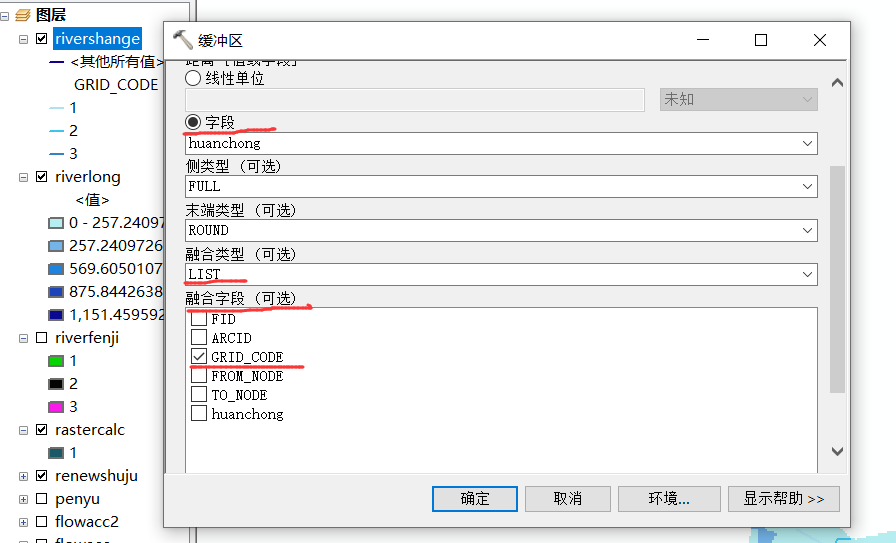 图层
rivershange
<其他所有值>
GRID_CODE
1
2
3
riverlong
<值>
0 - 257.24097
257.2409726
569.6050107
875.8442638
1,151.459592
riverfenji
1
2
3
rastercalc
1
renewshuju
penyu
flowacc2
缓冲区
距离 [值或字段]
线性单位
未知
字段
huanchong
侧类型 (可选)
FULL
末端类型 (可选)
ROUND
融合类型 (可选)
LIST
融合字段 (可选)
FID
ARCID
GRID_CODE
FROM_NODE
TO_NODE
huanchong
确定
取消
环境...
显示帮助 >>